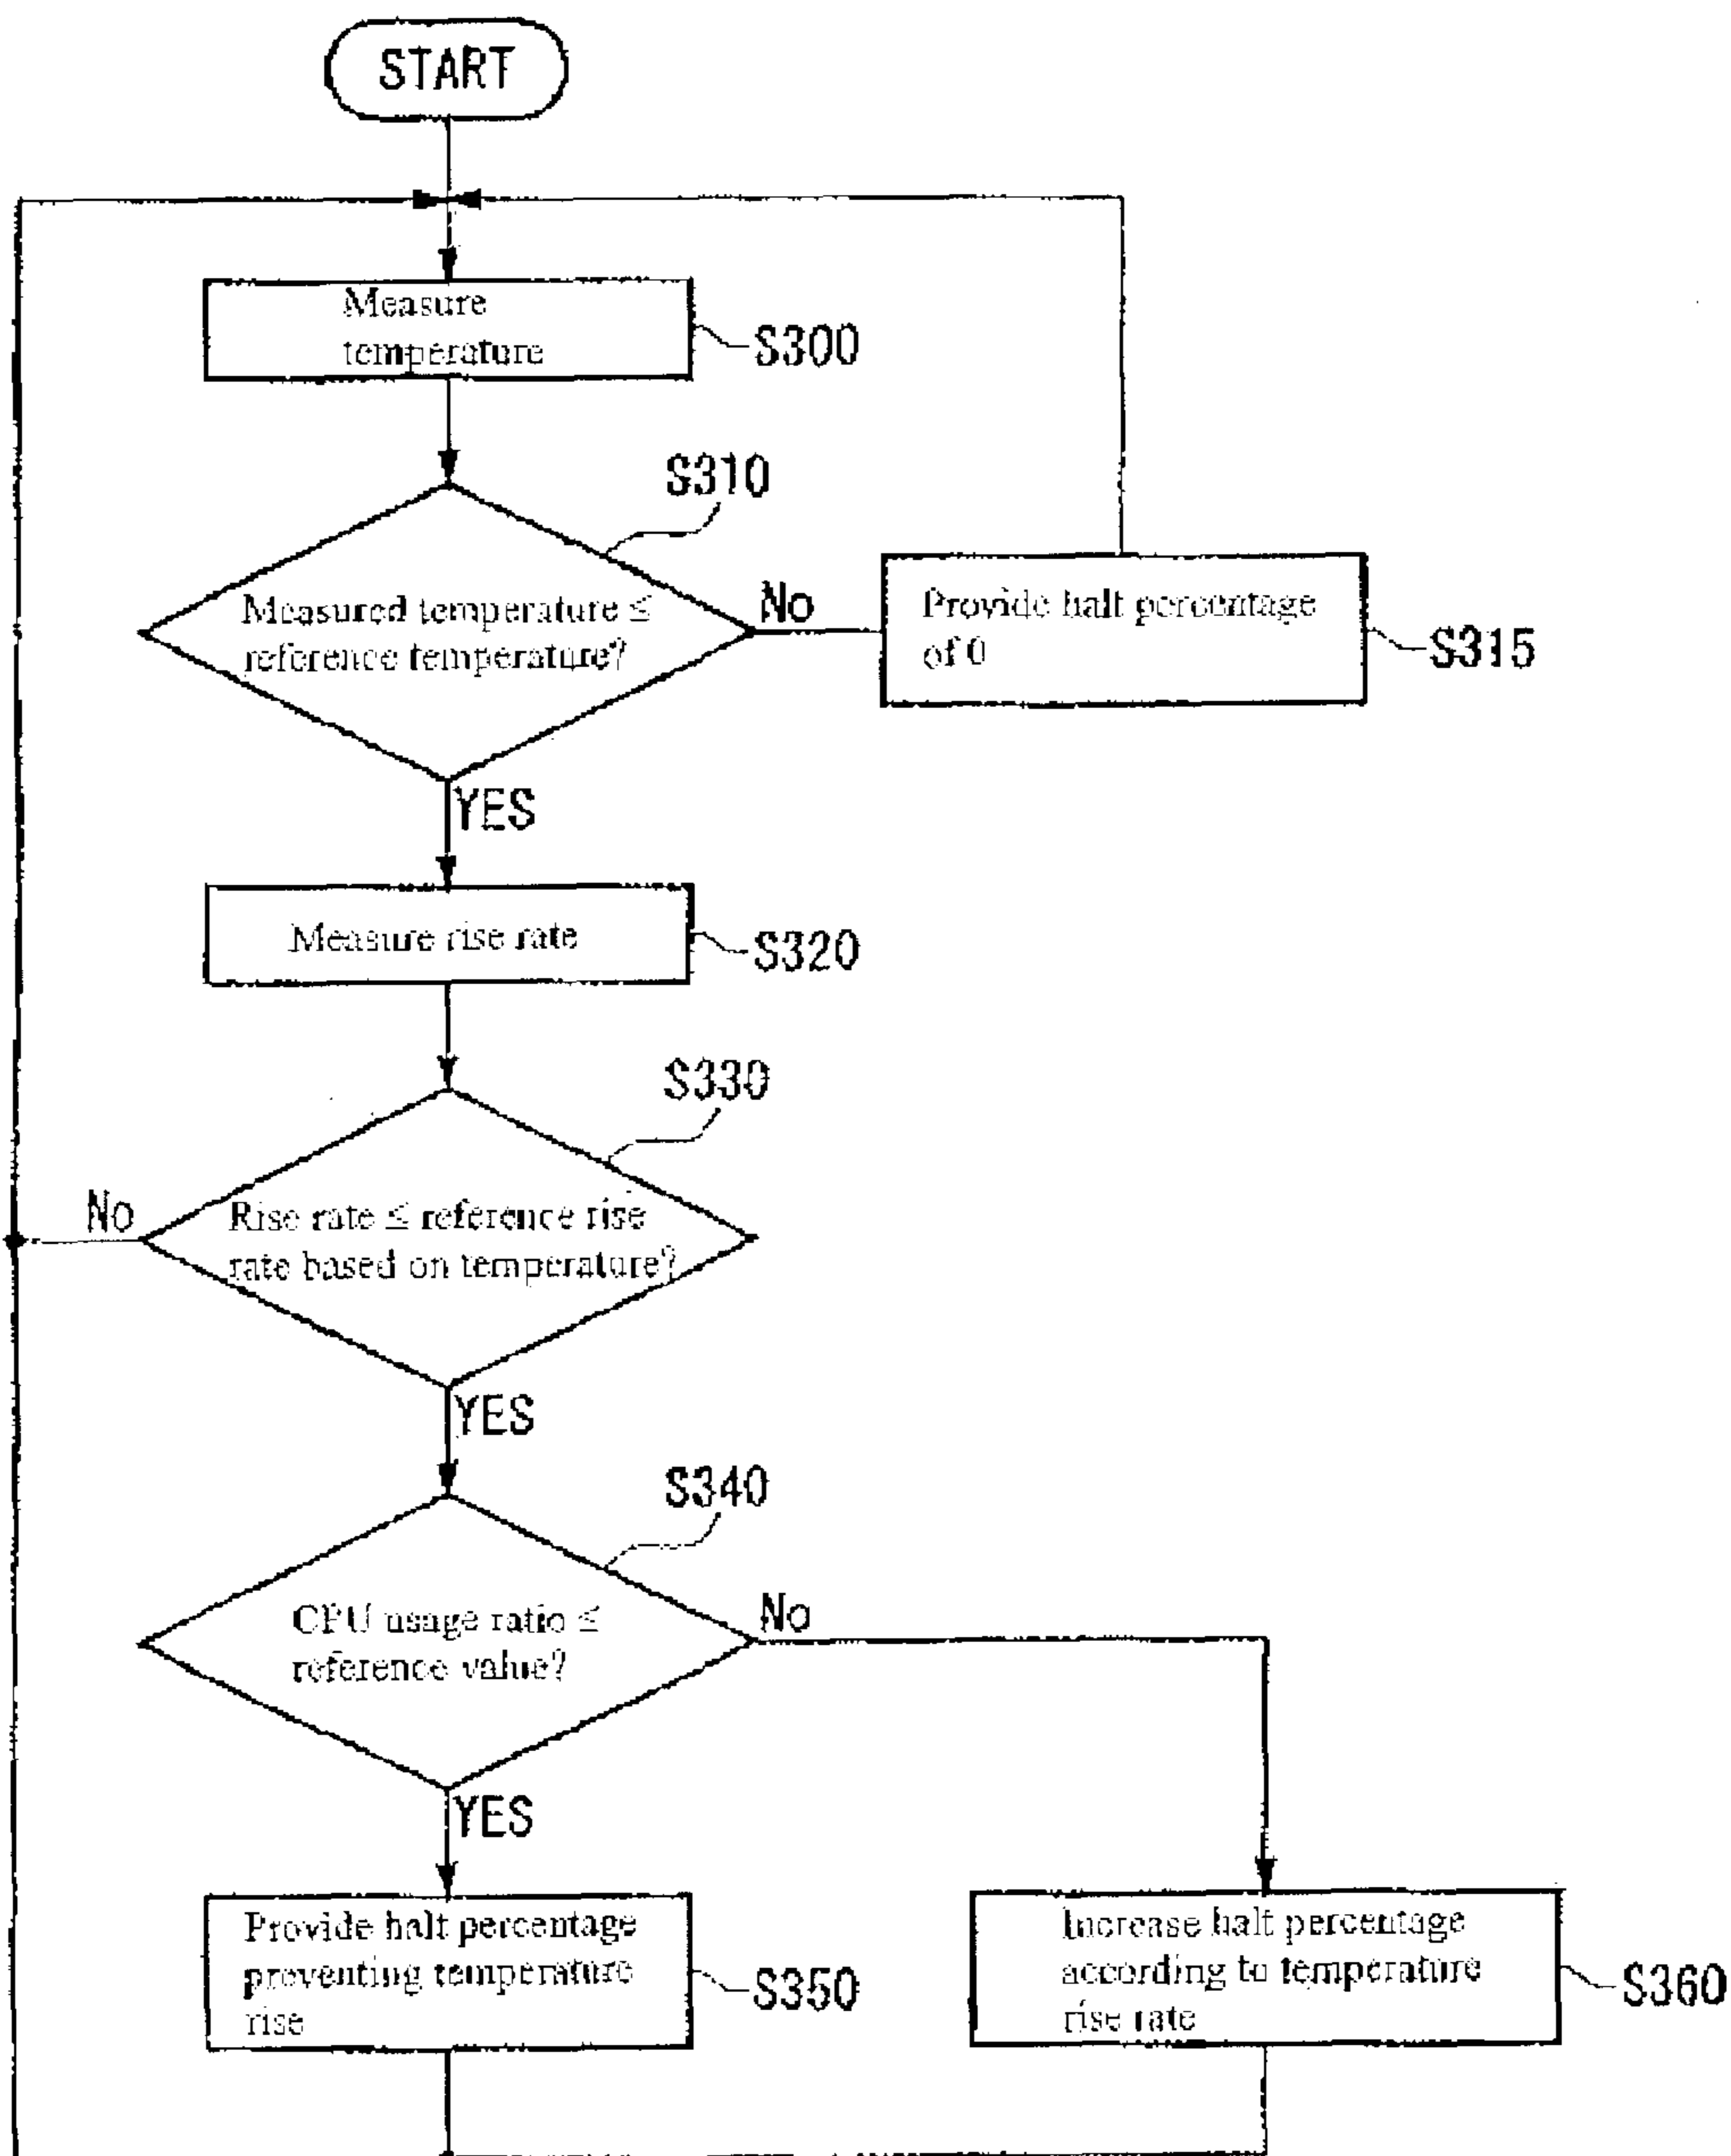 START
Measure
temperature
S300
S310
Measured temperature ≤
reference temperature?
No
Provide halt percentage
of 0
S315
YES
Measure rise rate
S320
S330
No
Rise rate ≤ reference rise
rate based on temperature?
YES
S340
CPU usage ratio ≤
reference value?
No
YES
Provide halt percentage
preventing temperature
rise
S350
Increase halt percentage
according to temperature
rise rate
S360